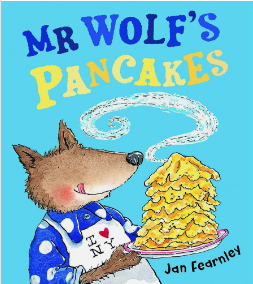 MR WOLF'S
PANCAKES
I ♥
NY
Jan Fearnley